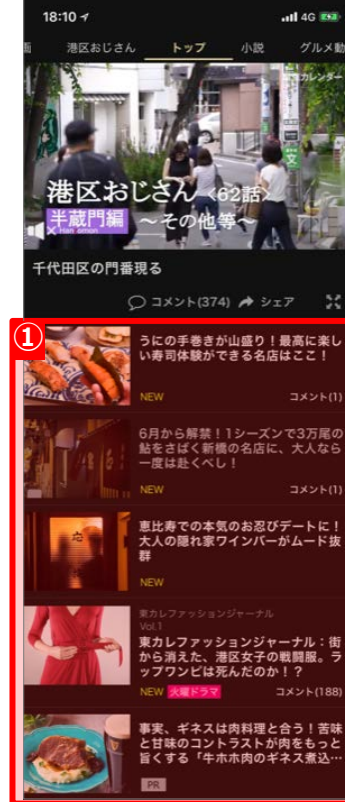 18:10
4G
画 港区おじさん トップ 小説 グルメ動
港区おじさん<62話>
半蔵門編 ～その他等～
Hanzomon
千代田区の門番現る
コメント(374) シェア
①
うにの手巻きが山盛り！最高に楽し
い寿司体験ができる名店はここ！
NEW コメント(1)
6月から解禁！1シーズンで3万尾の
鮎をさばく新橋の名店に、大人なら
一度は赴くべし！
NEW コメント(1)
恵比寿での本気のお忍びデートに！
大人の隠れ家ワインバーがムード抜
群
NEW
東カレファッションジャーナル
Vol.1
東カレファッションジャーナル：街
から消えた、港区女子の戦闘服。ラ
ップワンピは死んだのか！？
NEW 火曜ドラマ コメント(188)
事実、ギネスは肉料理と合う！苦味
と甘味のコントラストが肉をもっと
旨くする「牛ホホ肉のギネス煮込…
PR